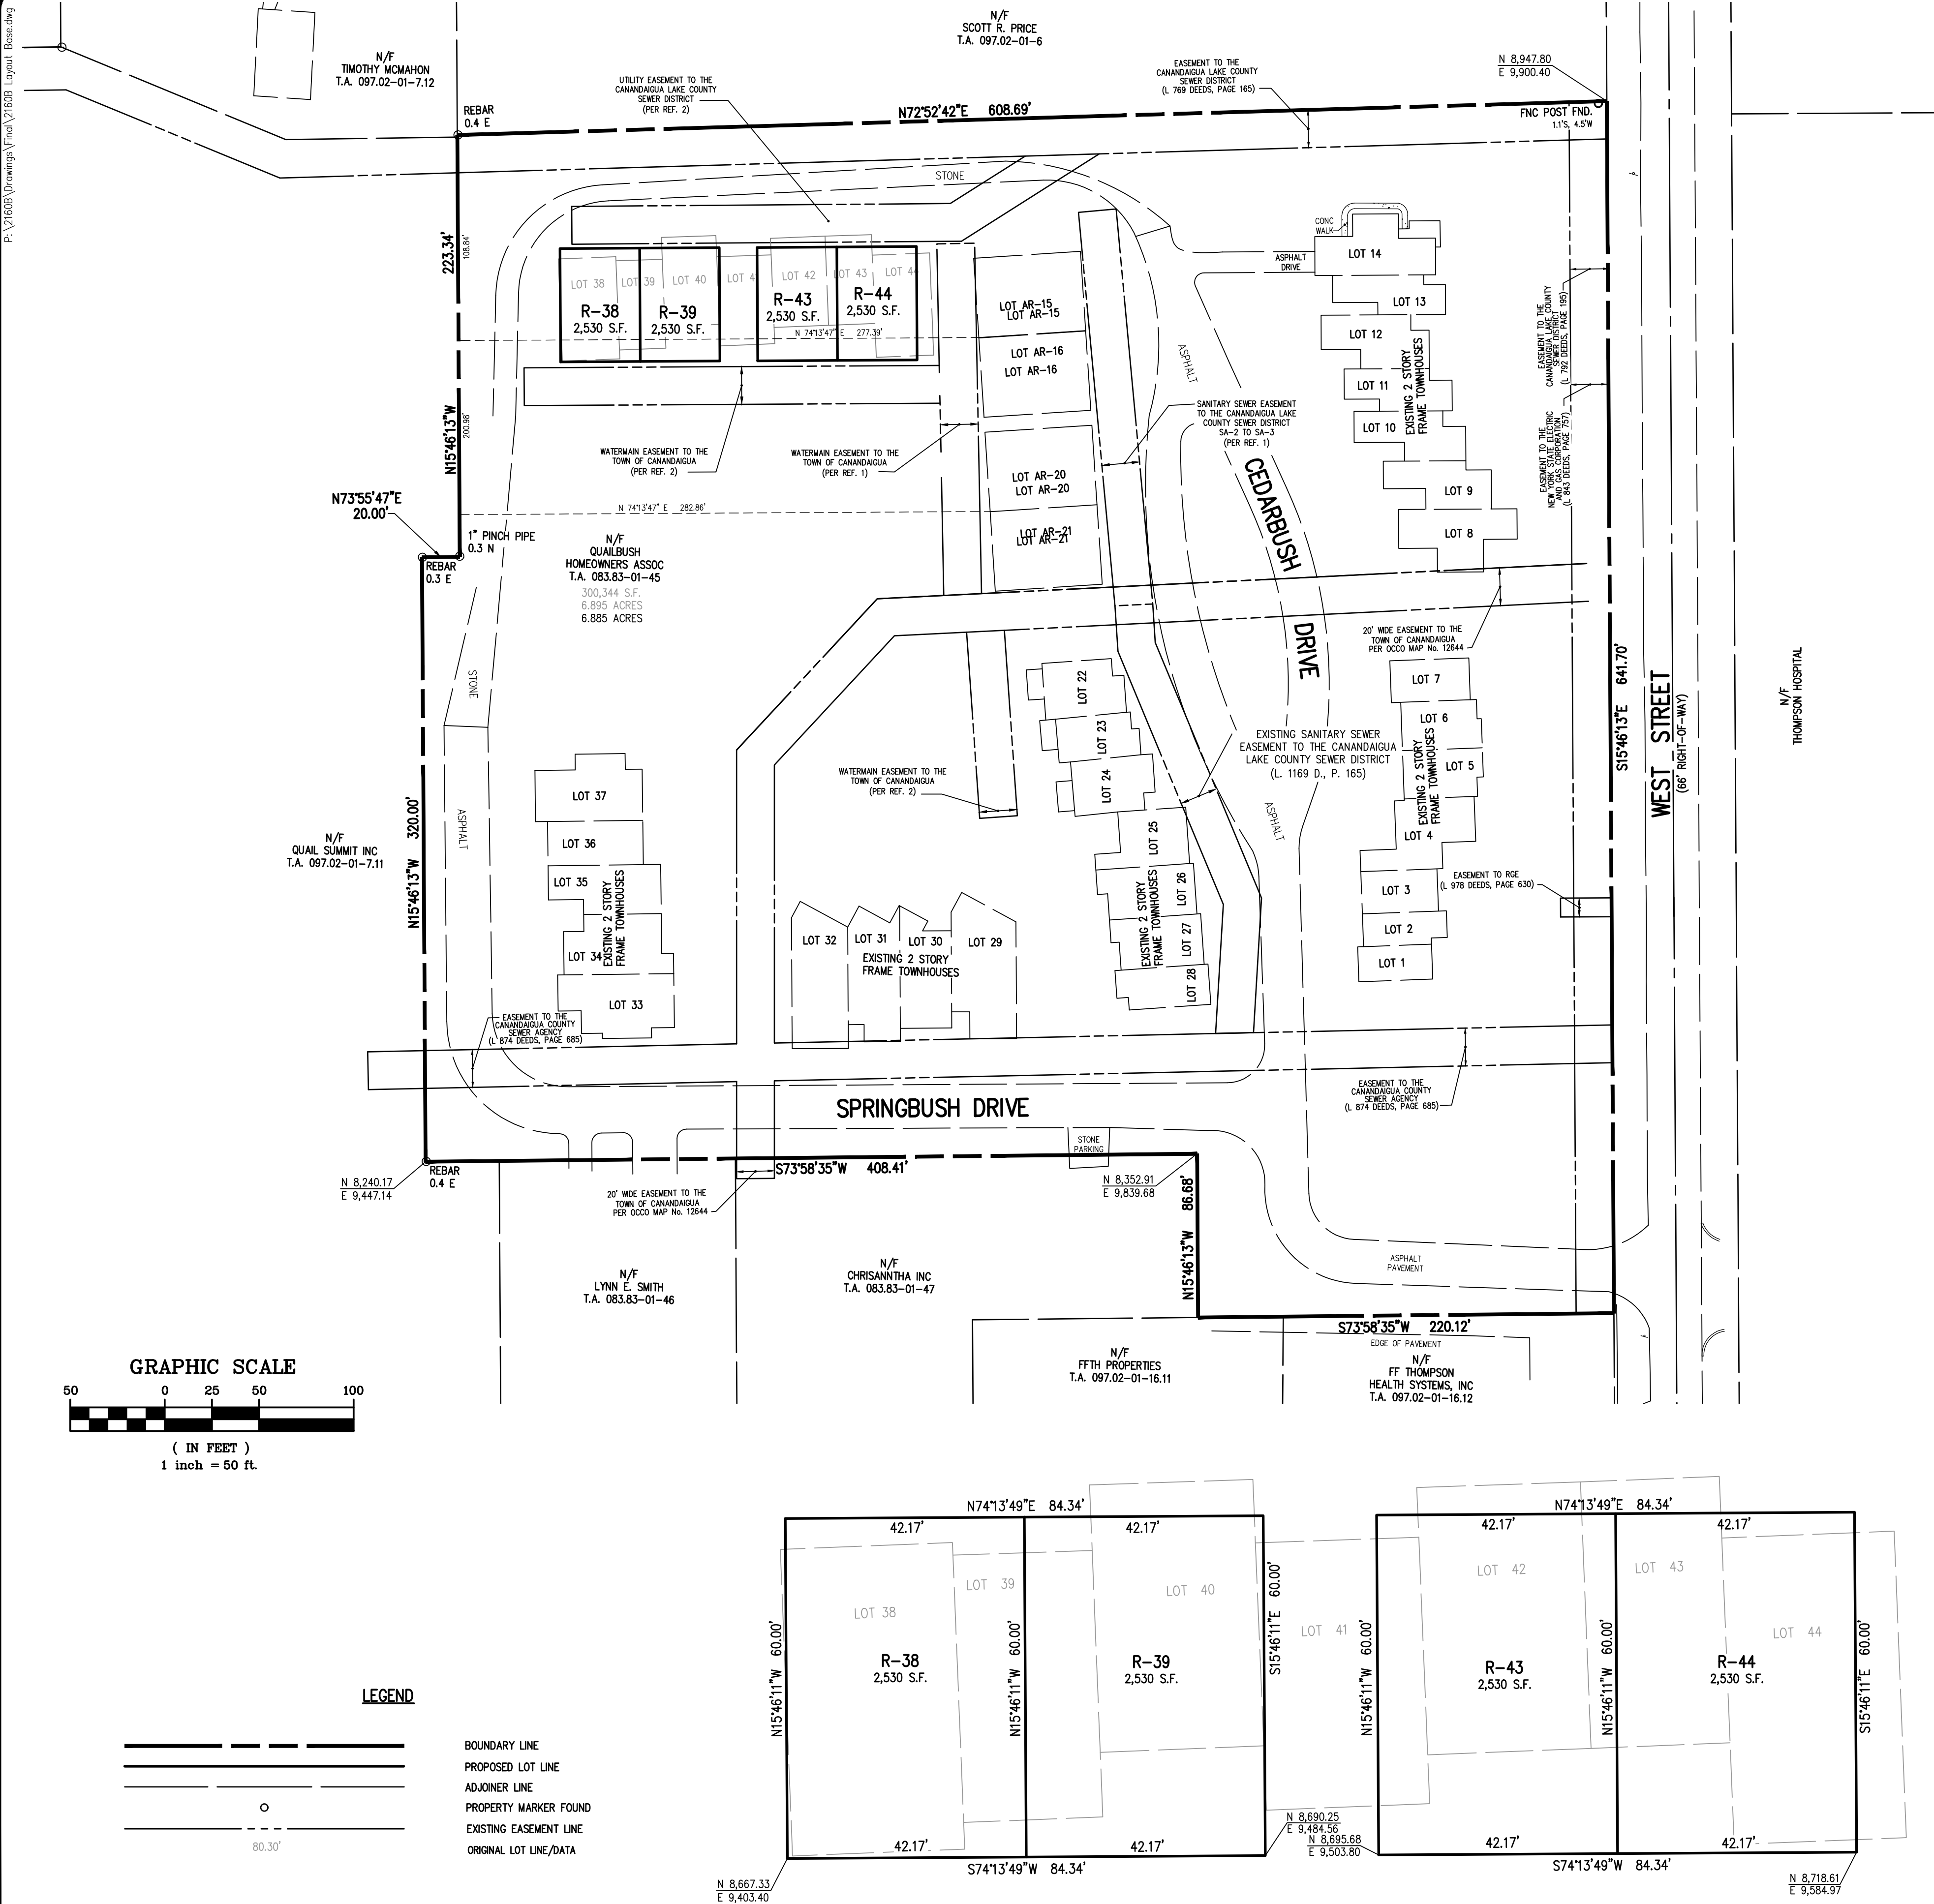 P:\2160B\Drawings\Final\2160B Layout Base.dwg
N/F
TIMOTHY MCMAHON
T.A. 097.02-01-7.12
N/F
SCOTT R. PRICE
T.A. 097.02-01-6
N 8,947.80
E 9,900.40
UTILITY EASEMENT TO THE
CANANDAIGUA LAKE COUNTY
SEWER DISTRICT
(PER REF. 2)
EASEMENT TO THE
CANANDAIGUA LAKE COUNTY
SEWER DISTRICT
(L 769 DEEDS, PAGE 165)
REBAR
0.4 E
N72°52'42"E 608.69'
FNC POST FND.
1.1'S, 4.5'W
STONE
223.34'
108.84'
CONC
WALK
LOT 14
ASPHALT
DRIVE
LOT 38
LOT 39
LOT 40
LOT 4
LOT 42
LOT 43
LOT 44
R-38
2,530 S.F.
R-39
2,530 S.F.
R-43
2,530 S.F.
R-44
2,530 S.F.
N 74°13'47" E 277.39'
LOT AR-15
LOT AR-15
LOT AR-16
LOT AR-16
LOT 13
LOT 12
LOT 11
LOT 10
LOT 9
LOT 8
EXISTING 2 STORY
FRAME TOWNHOUSES
EASEMENT TO THE
CANANDAIGUA LAKE COUNTY
SEWER DISTRICT
(L 792 DEEDS, PAGE 195)
EASEMENT TO THE
NEW YORK STATE ELECTRIC
AND GAS CORPORATION
(L 843 DEEDS, PAGE 757)
ASPHALT
N15°46'13"W
200.98'
WATERMAIN EASEMENT TO THE
TOWN OF CANANDAIGUA
(PER REF. 2)
WATERMAIN EASEMENT TO THE
TOWN OF CANANDAIGUA
(PER REF. 1)
SANITARY SEWER EASEMENT
TO THE CANANDAIGUA LAKE
COUNTY SEWER DISTRICT
SA-2 TO SA-3
(PER REF. 1)
LOT AR-20
LOT AR-20
LOT AR-21
LOT AR-21
CEDARBUSH
DRIVE
N73°55'47"E
20.00'
N 74°13'47" E 282.86'
1" PINCH PIPE
0.3 N
REBAR
0.3 E
N/F
QUAILBUSH
HOMEOWNERS ASSOC
T.A. 083.83-01-45
300,344 S.F.
6.895 ACRES
6.885 ACRES
20' WIDE EASEMENT TO THE
TOWN OF CANANDAIGUA
PER OCCO MAP No. 12644
S15°46'13"E 641.70'
WEST STREET
(66' RIGHT-OF-WAY)
N/F
THOMPSON HOSPITAL
STONE
LOT 22
LOT 23
LOT 24
LOT 7
LOT 6
LOT 5
LOT 4
LOT 3
LOT 2
LOT 1
EXISTING 2 STORY
FRAME TOWNHOUSES
EXISTING SANITARY SEWER
EASEMENT TO THE CANANDAIGUA
LAKE COUNTY SEWER DISTRICT
(L. 1169 D., P. 165)
WATERMAIN EASEMENT TO THE
TOWN OF CANANDAIGUA
(PER REF. 2)
ASPHALT
ASPHALT
LOT 37
LOT 36
LOT 35
LOT 34
LOT 33
EXISTING 2 STORY
FRAME TOWNHOUSES
N/F
QUAIL SUMMIT INC
T.A. 097.02-01-7.11
N15°46'13"W 320.00'
LOT 25
LOT 26
LOT 27
LOT 28
EXISTING 2 STORY
FRAME TOWNHOUSES
EASEMENT TO RGE
(L 978 DEEDS, PAGE 630)
LOT 32
LOT 31
LOT 30
LOT 29
EXISTING 2 STORY
FRAME TOWNHOUSES
EASEMENT TO THE
CANANDAIGUA COUNTY
SEWER AGENCY
(L 874 DEEDS, PAGE 685)
EASEMENT TO THE
CANANDAIGUA COUNTY
SEWER AGENCY
(L 874 DEEDS, PAGE 685)
SPRINGBUSH DRIVE
STONE
PARKING
REBAR
0.4 E
N 8,240.17
E 9,447.14
S73°58'35"W 408.41'
N 8,352.91
E 9,839.68
20' WIDE EASEMENT TO THE
TOWN OF CANANDAIGUA
PER OCCO MAP No. 12644
N15°46'13"W 86.68'
ASPHALT
PAVEMENT
N/F
LYNN E. SMITH
T.A. 083.83-01-46
N/F
CHRISANNTHA INC
T.A. 083.83-01-47
S73°58'35"W 220.12'
EDGE OF PAVEMENT
N/F
FFTH PROPERTIES
T.A. 097.02-01-16.11
N/F
FF THOMPSON
HEALTH SYSTEMS, INC
T.A. 097.02-01-16.12
GRAPHIC SCALE
50 0 25 50 100
( IN FEET )
1 inch = 50 ft.
N74°13'49"E 84.34'
42.17' 42.17'
N74°13'49"E 84.34'
42.17' 42.17'
LOT 38
LOT 39
LOT 40
LOT 41
LOT 42
LOT 43
LOT 44
N15°46'11"W 60.00'
R-38
2,530 S.F.
N15°46'11"W 60.00'
R-39
2,530 S.F.
S15°46'11"E 60.00'
N15°46'11"W 60.00'
R-43
2,530 S.F.
N15°46'11"W 60.00'
R-44
2,530 S.F.
S15°46'11"E 60.00'
42.17' 42.17'
S74°13'49"W 84.34'
42.17' 42.17'
S74°13'49"W 84.34'
N 8,690.25
E 9,484.56
N 8,695.68
E 9,503.80
N 8,667.33
E 9,403.40
N 8,718.61
E 9,584.97
LEGEND
BOUNDARY LINE
PROPOSED LOT LINE
ADJOINER LINE
PROPERTY MARKER FOUND
EXISTING EASEMENT LINE
80.30' ORIGINAL LOT LINE/DATA